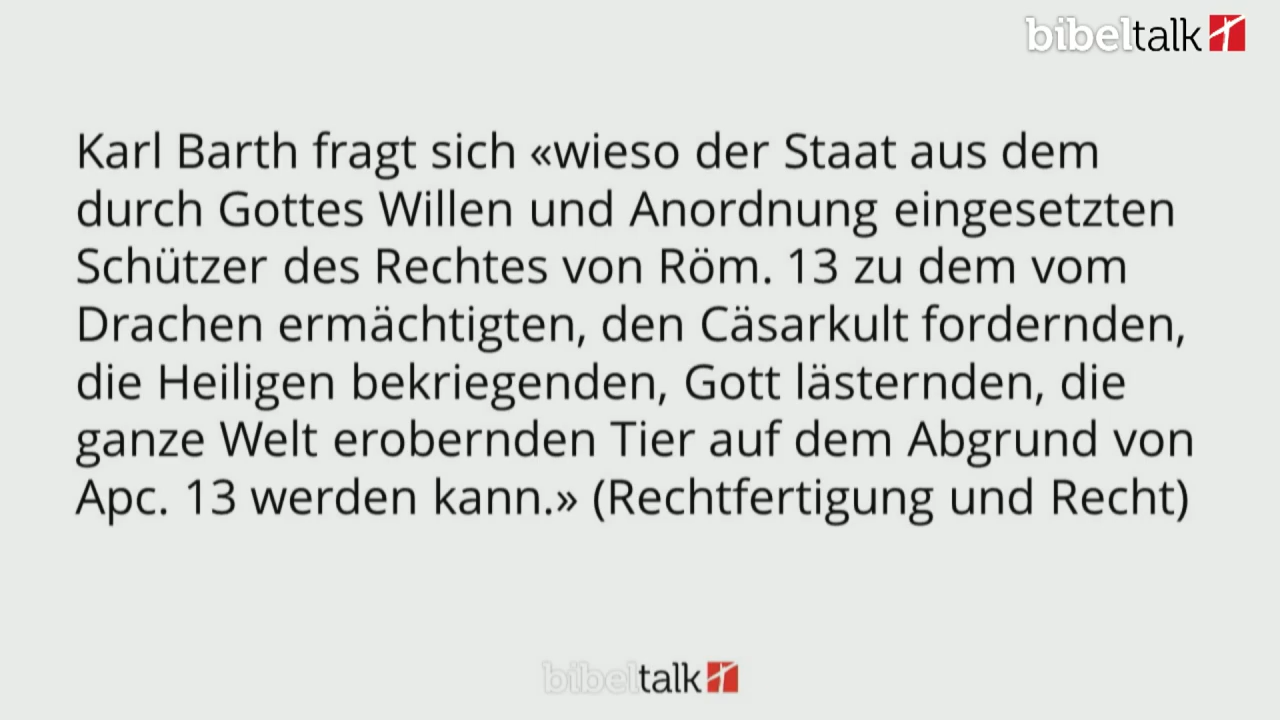 bibeltalk
Karl Barth fragt sich «wieso der Staat aus dem
durch Gottes Willen und Anordnung eingesetzten
Schützer des Rechtes von Röm. 13 zu dem vom
Drachen ermächtigten, den Cäsarkult fordernden,
die Heiligen bekriegenden, Gott lästernden, die
ganze Welt erobernden Tier auf dem Abgrund von
Apc. 13 werden kann.» (Rechtfertigung und Recht)
bibeltalk